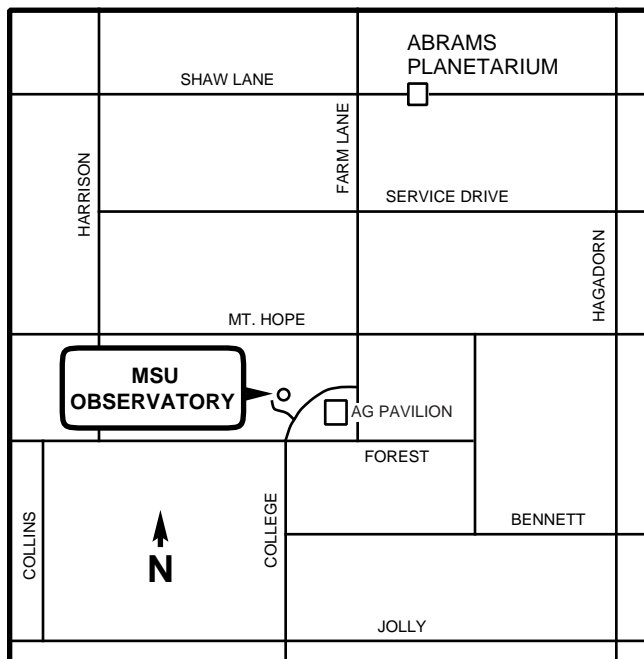 ABRAMS
PLANETARIUM
SHAW LANE
FARM LANE
HARRISON
SERVICE DRIVE
HAGADORN
MT. HOPE
MSU
OBSERVATORY
AG PAVILION
FOREST
COLLINS
N
COLLEGE
BENNETT
JOLLY